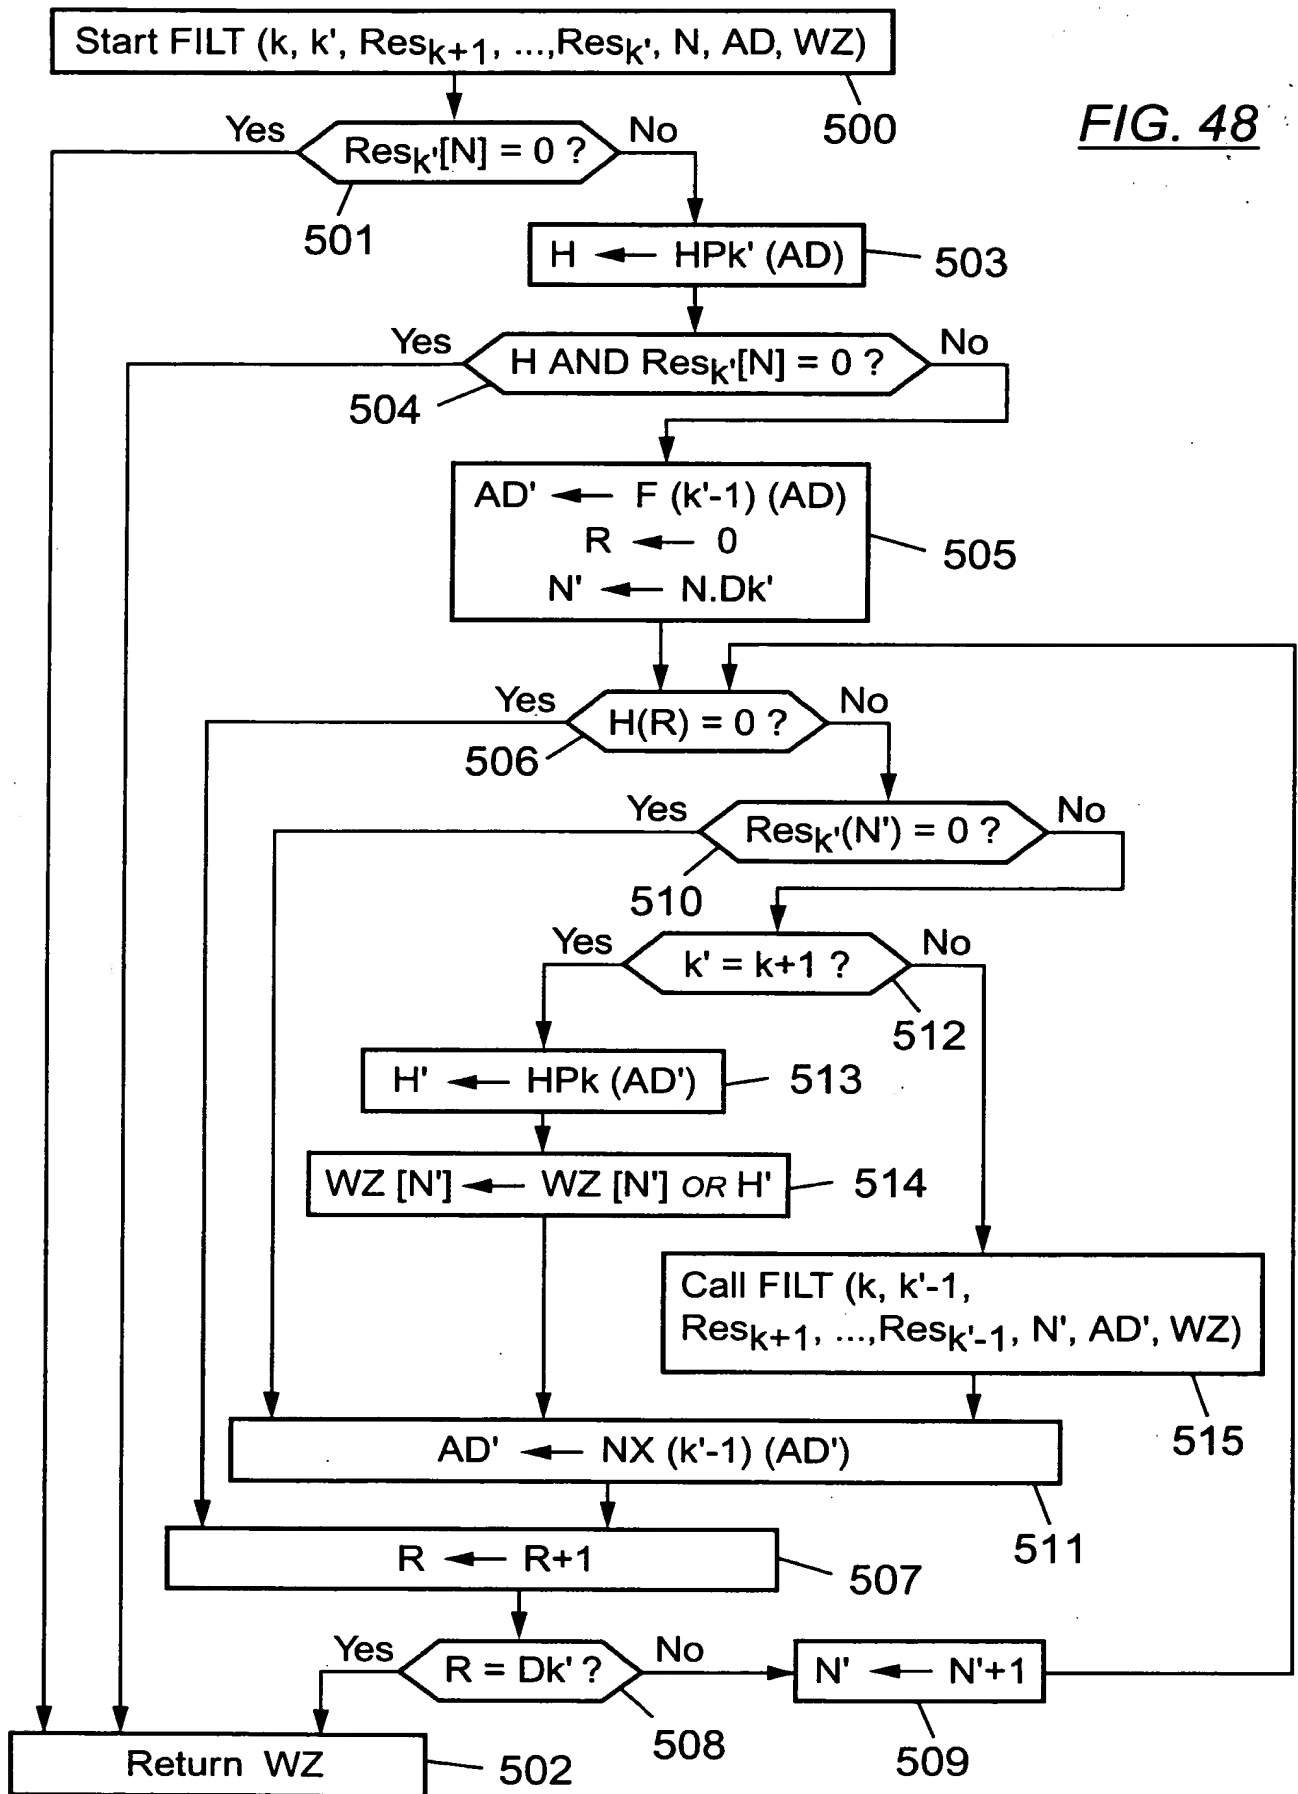 Start FILT (k, k', Resk+1, ...,Resk', N, AD, WZ)
500
FIG. 48
Yes
Resk'[N] = 0 ?
No
501
H ← HPk' (AD)
503
Yes
H AND Resk'[N] = 0 ?
No
504
AD' ← F (k'-1) (AD)
R ← 0
N' ← N.Dk'
505
Yes
H(R) = 0 ?
No
506
Yes
Resk'(N') = 0 ?
No
510
Yes
k' = k+1 ?
No
512
H' ← HPk (AD')
513
WZ [N'] ← WZ [N'] OR H'
514
Call FILT (k, k'-1,
Resk+1, ...,Resk'-1, N', AD', WZ)
515
AD' ← NX (k'-1) (AD')
511
R ← R+1
507
Yes
R = Dk' ?
No
508
N' ← N'+1
509
Return WZ
502